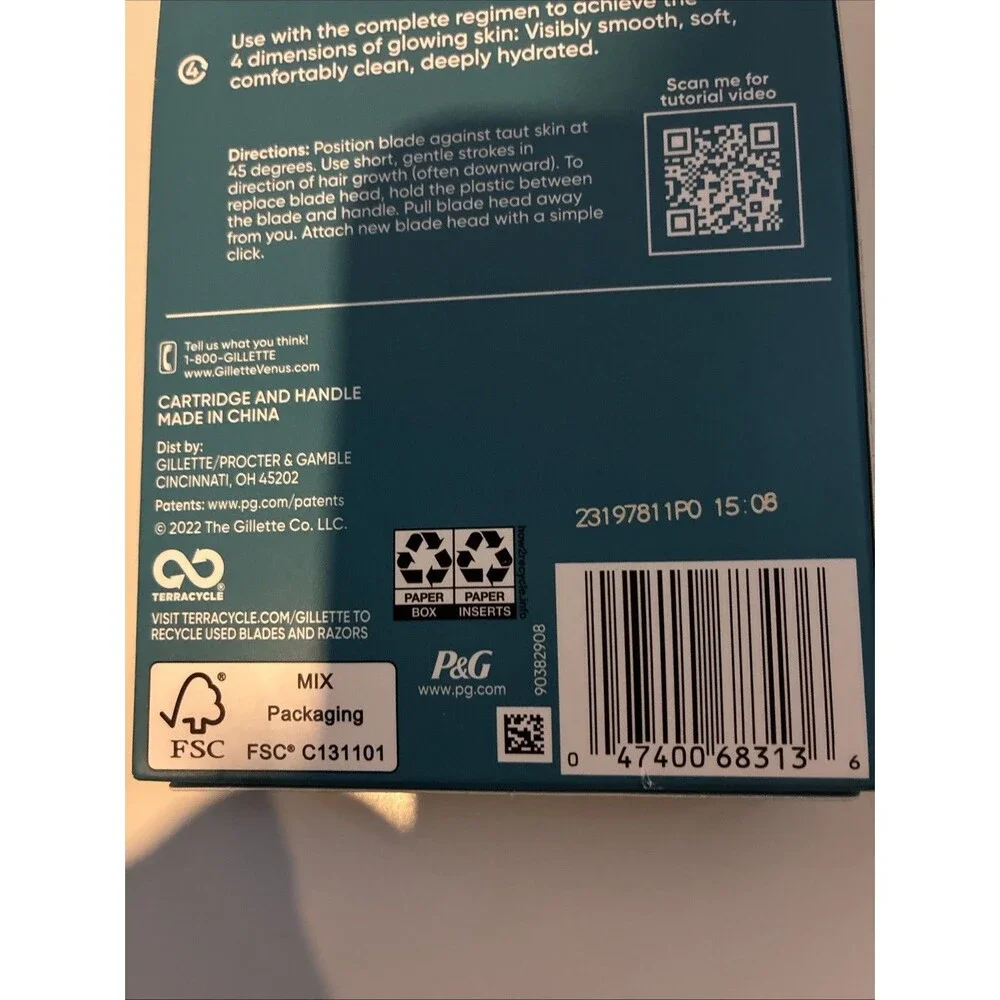 Use with the complete regimen to achieve the
4 dimensions of glowing skin: Visibly smooth, soft,
comfortably clean, deeply hydrated.
4
Scan me for
tutorial video
Directions: Position blade against taut skin at
45 degrees. Use short, gentle strokes in
direction of hair growth (often downward). To
replace blade head, hold the plastic between
the blade and handle. Pull blade head away
from you. Attach new blade head with a simple
click.
Tell us what you think!
1-800-GILLETTE
www.GilletteVenus.com
CARTRIDGE AND HANDLE
MADE IN CHINA
Dist by:
GILLETTE/PROCTER & GAMBLE
CINCINNATI, OH 45202
Patents: www.pg.com/patents
© 2022 The Gillette Co. LLC.
23197811P0 15:08
TERRACYCLE®
VISIT TERRACYCLE.COM/GILLETTE TO
RECYCLE USED BLADES AND RAZORS
PAPER PAPER
BOX INSERTS
how2recycle.info
P&G
www.pg.com
90382908
®
FSC
MIX
Packaging
FSC® C131101
0 47400 68313 6